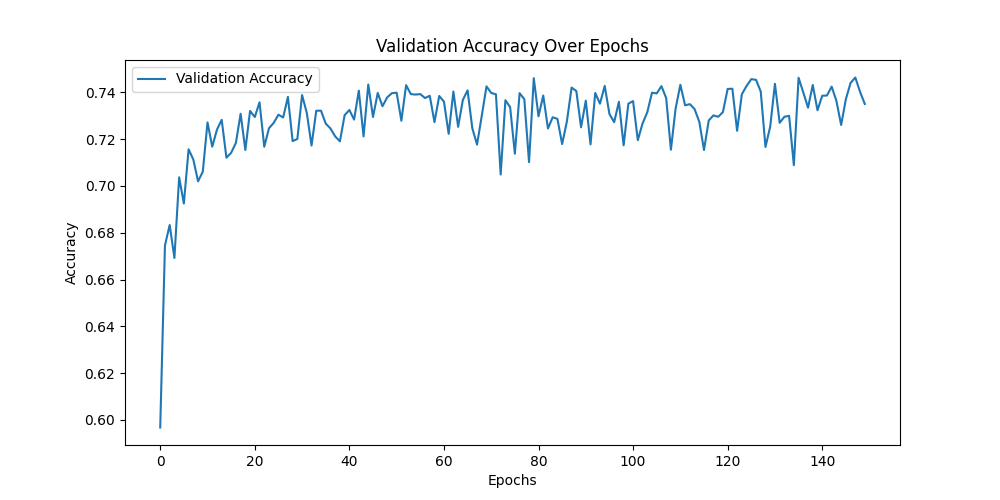 Validation Accuracy Over Epochs
Validation Accuracy
0.74
0.72
0.70
0.68
0.66
0.64
0.62
0.60
Accuracy
0 20 40 60 80 100 120 140
Epochs